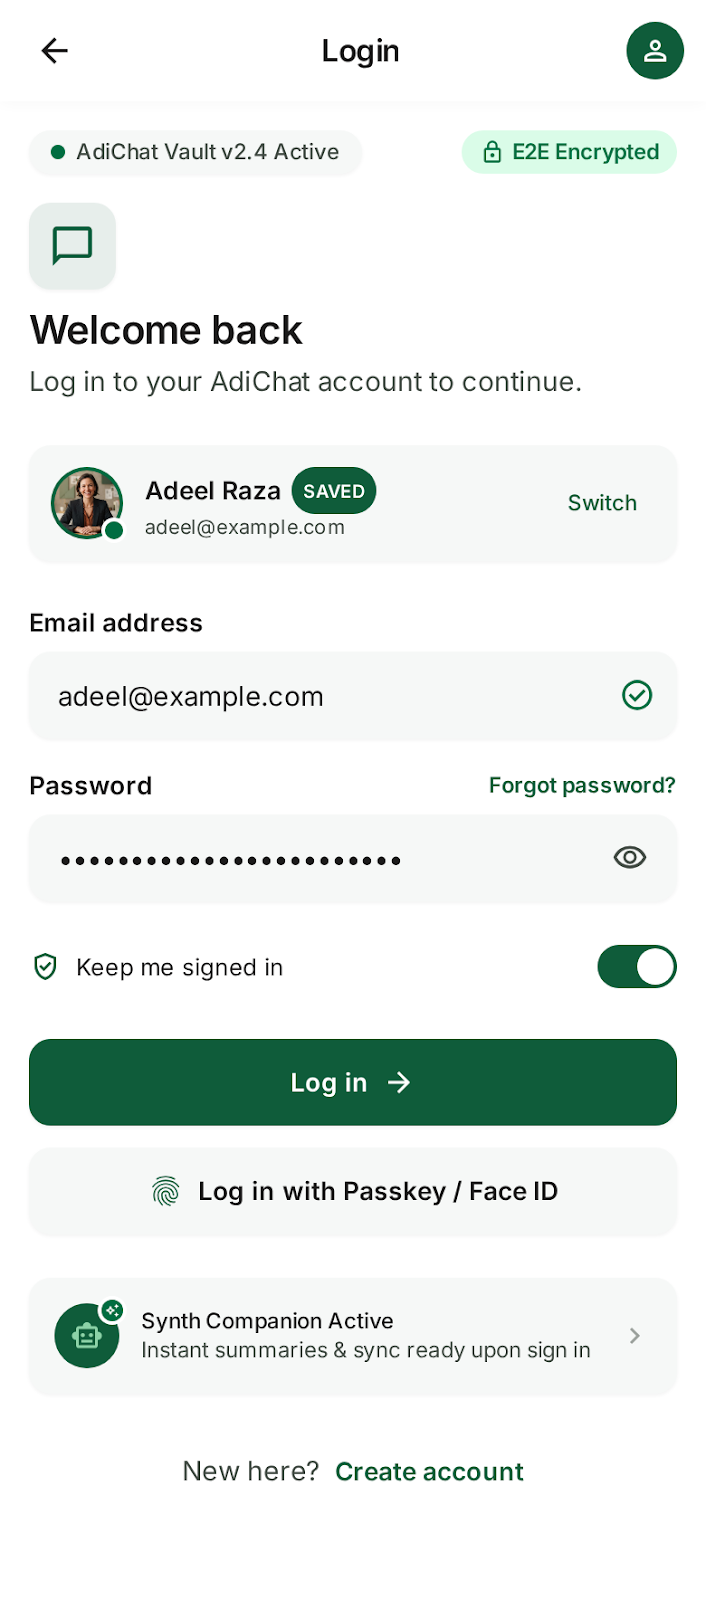 Login
AdiChat Vault v2.4 Active
E2E Encrypted
Welcome back
Log in to your AdiChat account to continue.
Adeel Raza
SAVED
adeel@example.com
Switch
Email address
adeel@example.com
Password
Forgot password?
••••••••••••••••••••••••
Keep me signed in
Log in
Log in with Passkey / Face ID
Synth Companion Active
Instant summaries & sync ready upon sign in
New here? Create account